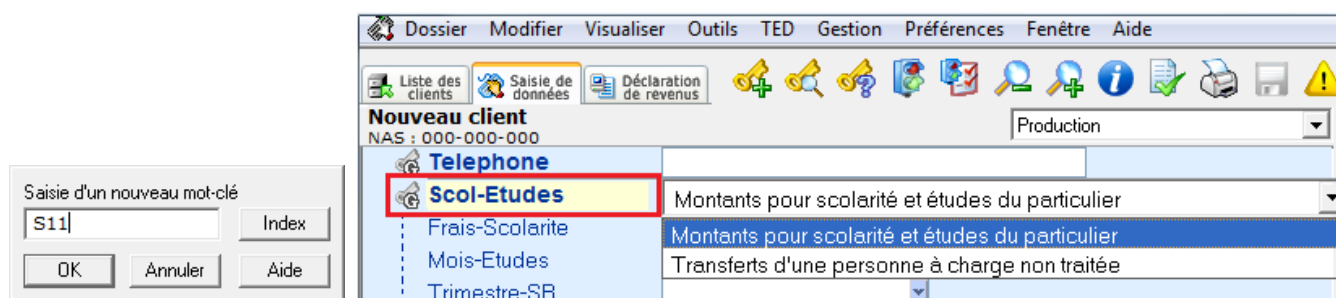 Saisie d'un nouveau mot-clé
S11
Index
OK Annuler Aide
Dossier Modifier Visualiser Outils TED Gestion Préférences Fenêtre Aide
Liste des clients Saisie de données Déclaration de revenus
Nouveau client
NAS : 000-000-000
Production
Telephone
Scol-Etudes Montants pour scolarité et études du particulier
Frais-Scolarite Montants pour scolarité et études du particulier
Mois-Etudes Transferts d'une personne à charge non traitée
Trimestre-SB